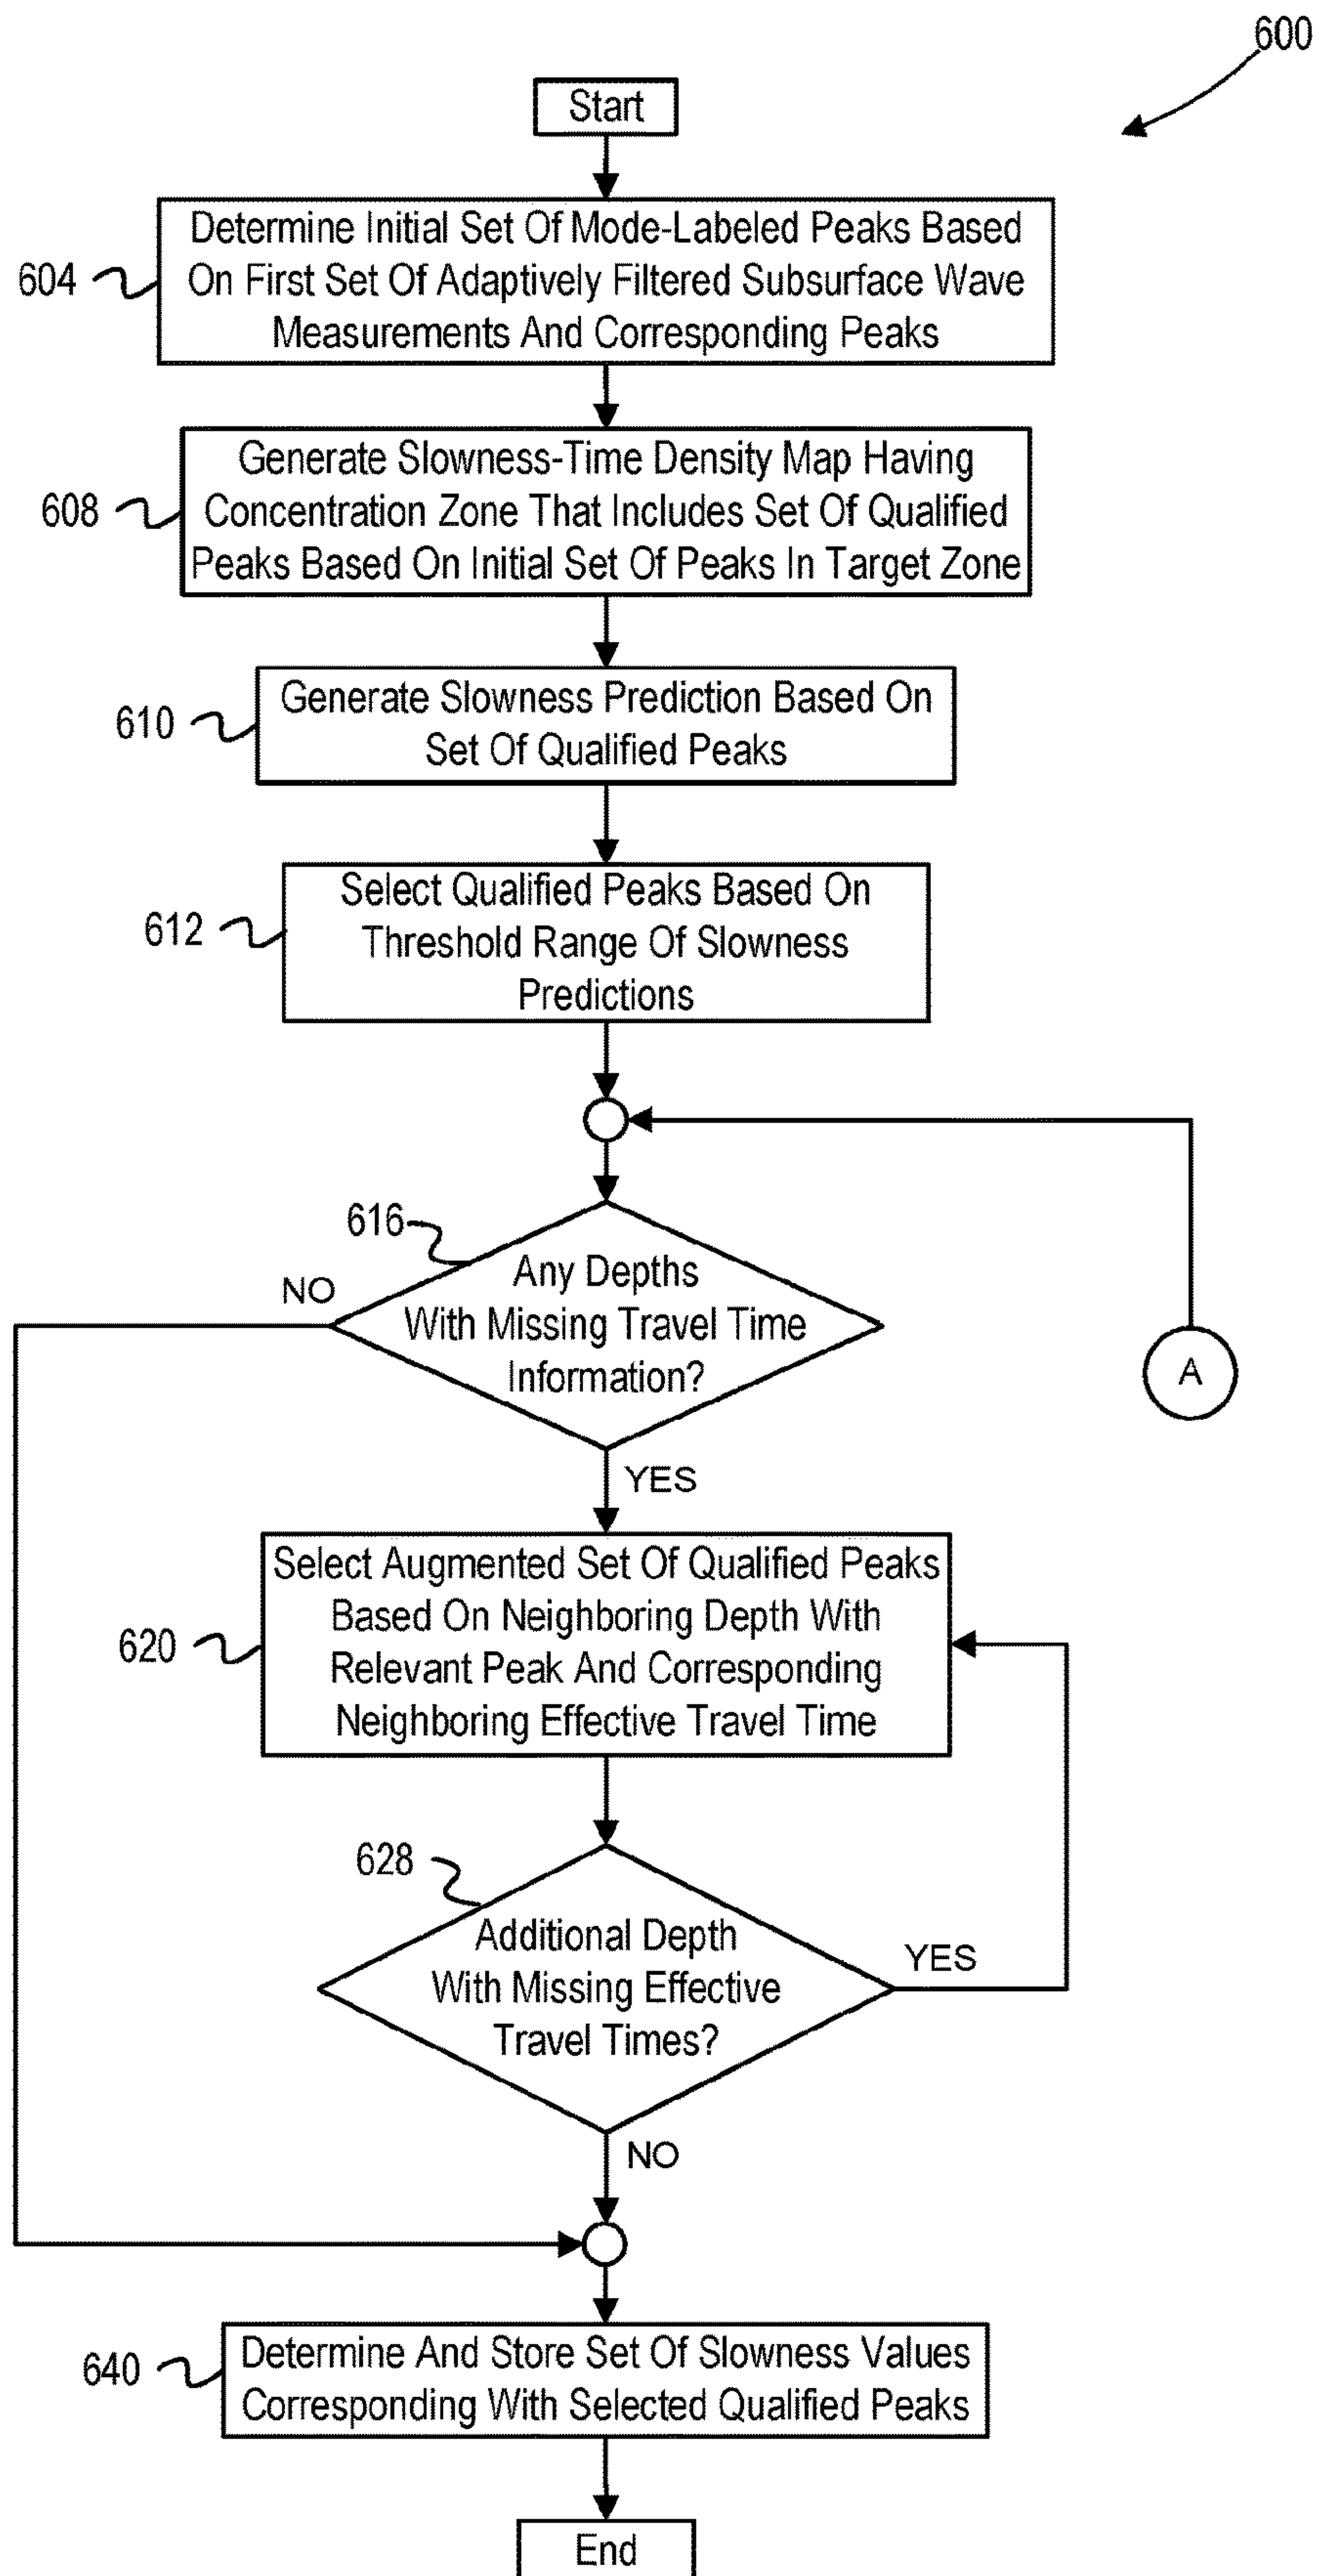 600
Start
604
Determine Initial Set Of Mode-Labeled Peaks Based
On First Set Of Adaptively Filtered Subsurface Wave
Measurements And Corresponding Peaks
608
Generate Slowness-Time Density Map Having
Concentration Zone That Includes Set Of Qualified
Peaks Based On Initial Set Of Peaks In Target Zone
610
Generate Slowness Prediction Based On
Set Of Qualified Peaks
612
Select Qualified Peaks Based On
Threshold Range Of Slowness
Predictions
616
NO
Any Depths
With Missing Travel Time
Information?
A
YES
620
Select Augmented Set Of Qualified Peaks
Based On Neighboring Depth With
Relevant Peak And Corresponding
Neighboring Effective Travel Time
628
Additional Depth
With Missing Effective
Travel Times?
YES
NO
640
Determine And Store Set Of Slowness Values
Corresponding With Selected Qualified Peaks
End